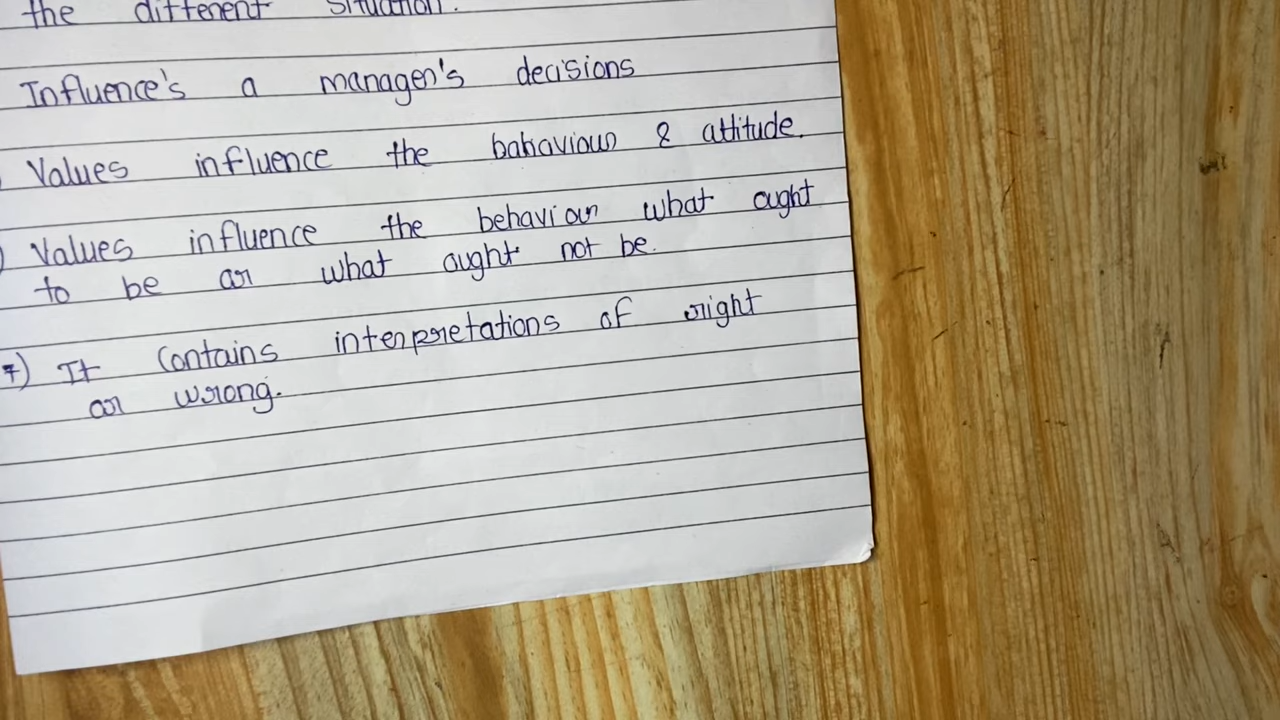 the different situation.
Influence's a manager's decisions
Values influence the bahaviour & attitude.
) Values influence the behaviour what ought
to be or what ought not be.
7) It Contains interpretations of right
or wrong.